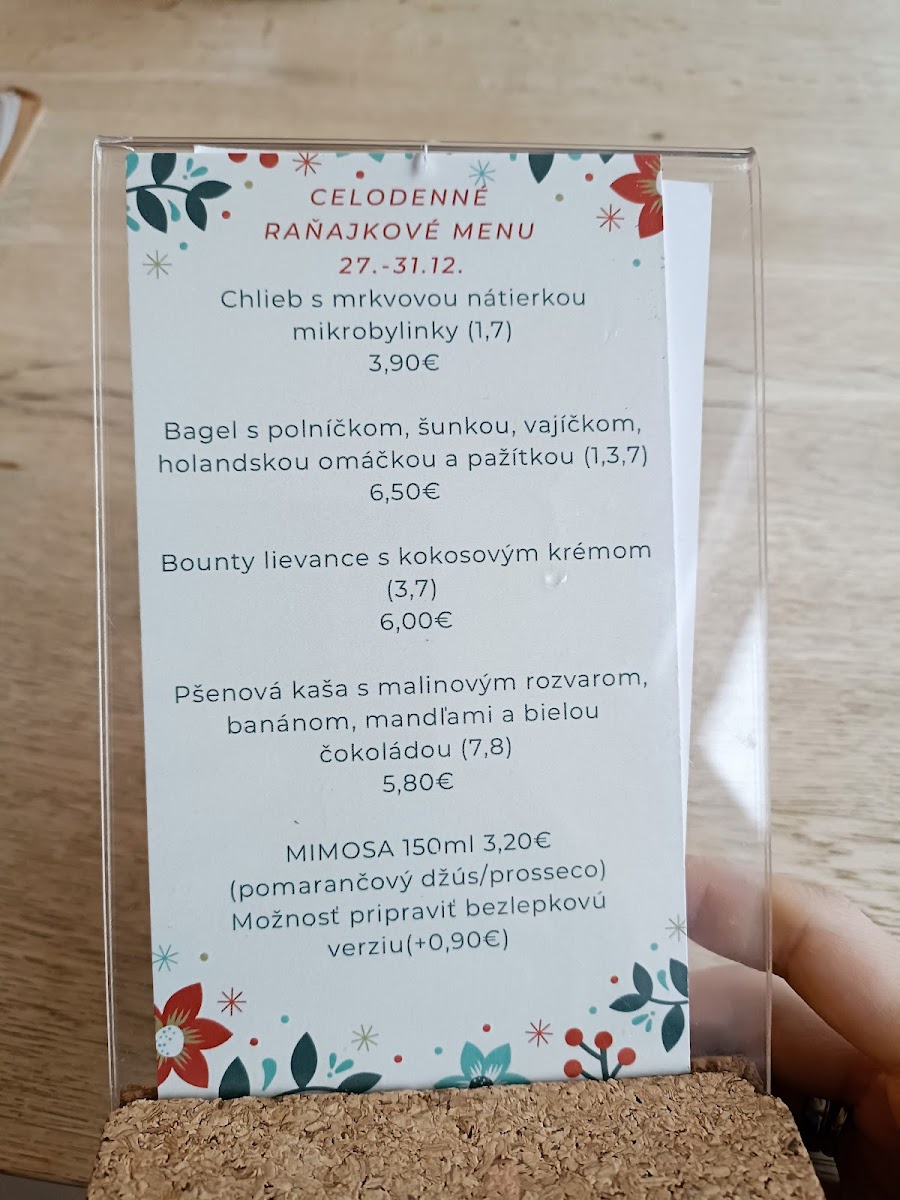 CELODENNÉ
RAŇAJKOVÉ MENU
27.-31.12.
Chlieb s mrkvovou nátierkou
mikrobylinky (1,7)
3,90€
Bagel s polníčkom, šunkou, vajíčkom,
holandskou omáčkou a pažítkou (1,3,7)
6,50€
Bounty lievance s kokosovým krémom
(3,7)
6,00€
Pšenová kaša s malinovým rozvarom,
banánom, mandľami a bielou
čokoládou (7,8)
5,80€
MIMOSA 150ml 3,20€
(pomarančový džús/prosseco)
Možnosť pripraviť bezlepkovú
verziu(+0,90€)